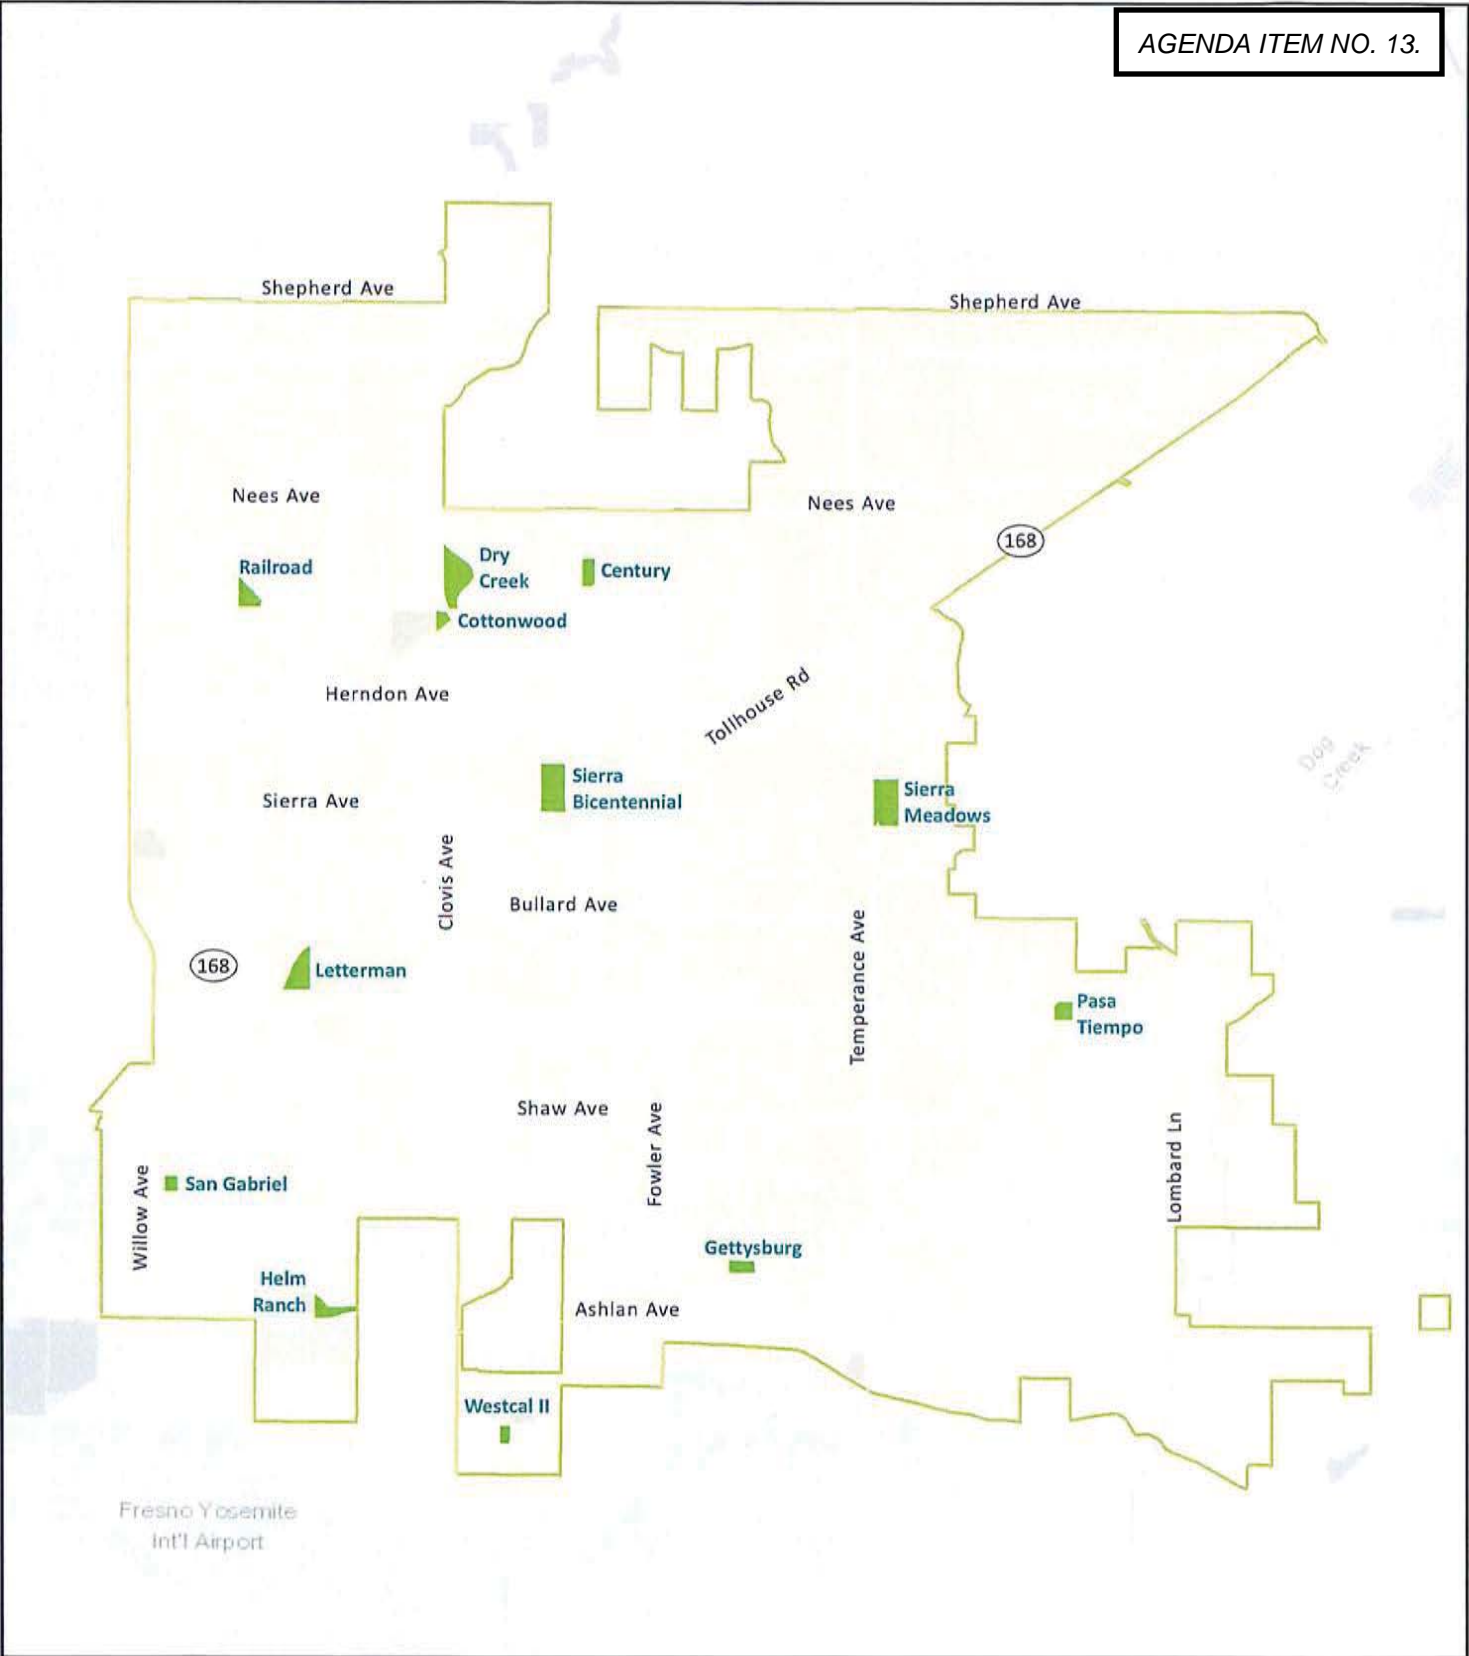 AGENDA ITEM NO. 13.
Shepherd Ave
Shepherd Ave
Nees Ave
Nees Ave
168
Railroad
Dry
Creek
Century
Cottonwood
Herndon Ave
Tollhouse Rd
Sierra
Bicentennial
Sierra Ave
Sierra
Meadows
Dog
Creek
Clovis Ave
Bullard Ave
Temperance Ave
168
Letterman
Pasa
Tiempo
Shaw Ave
Fowler Ave
Lombard Ln
Willow Ave
San Gabriel
Gettysburg
Helm
Ranch
Ashlan Ave
Westcal II
Fresno Yosemite
Int'l Airport